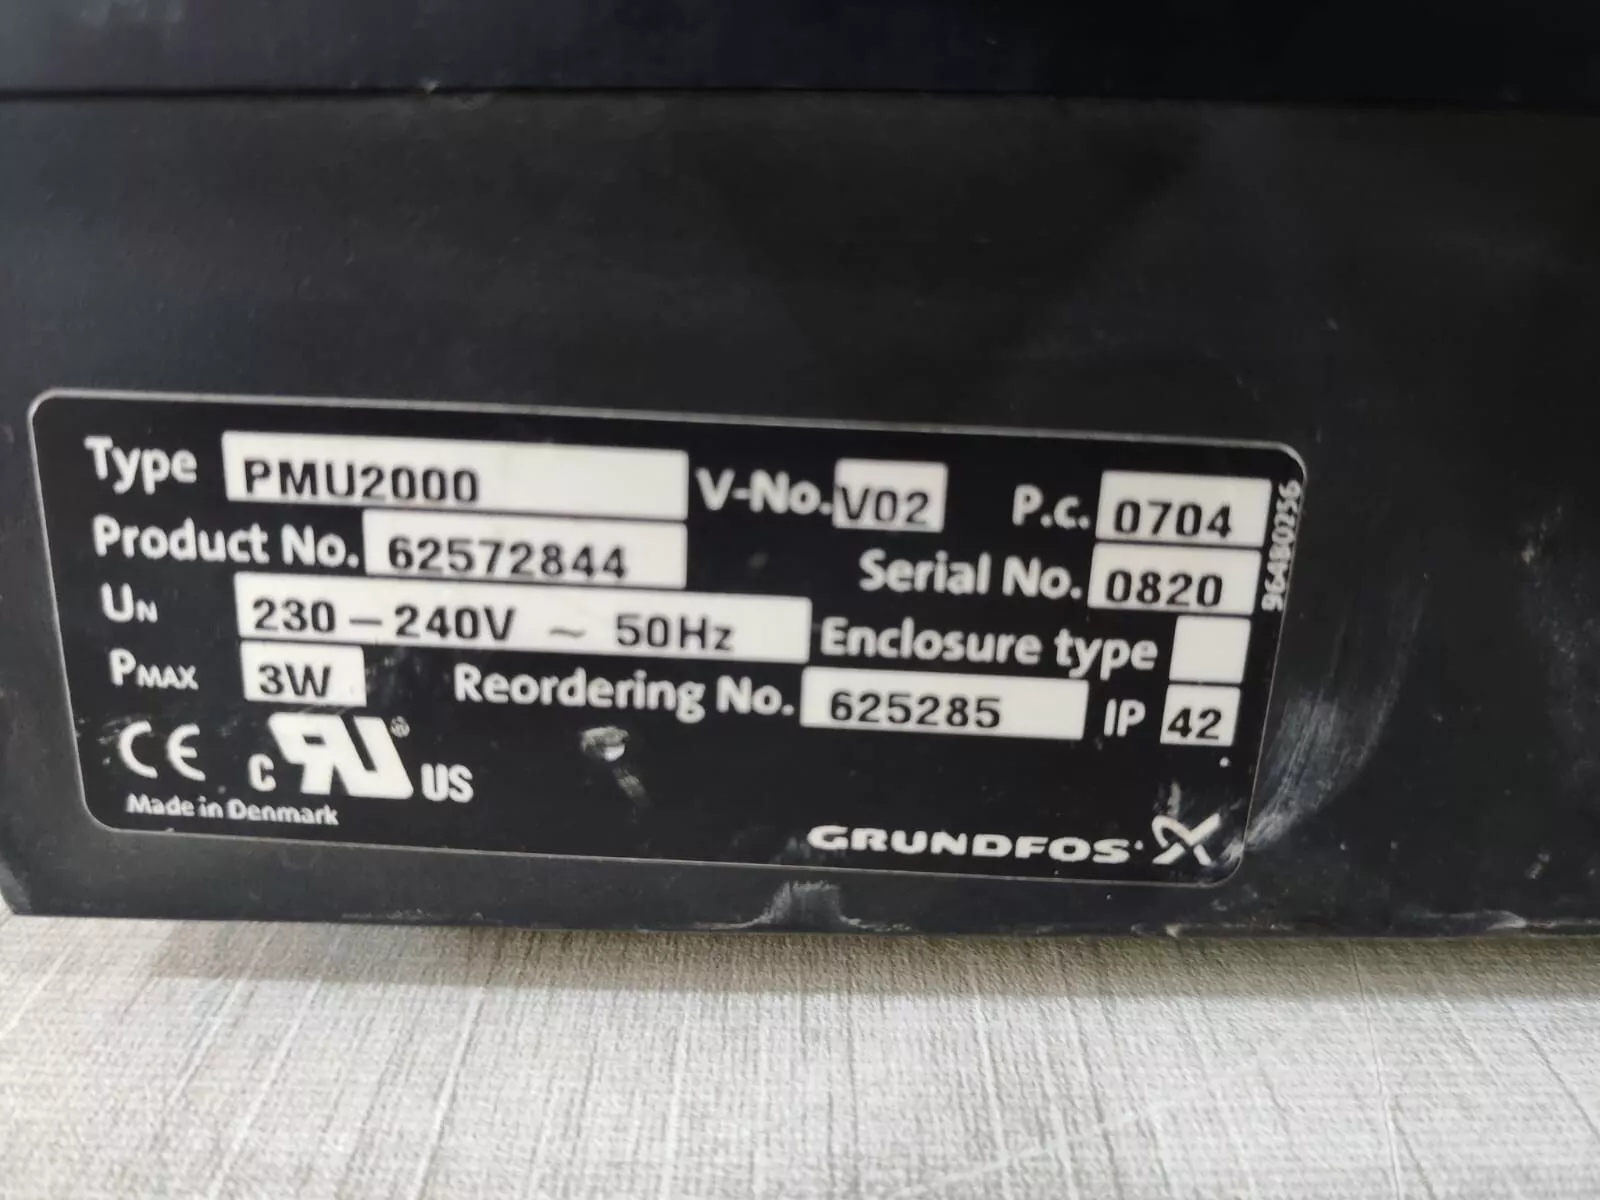 Type PMU2000 V-No. V02 P.c. 0704
Product No. 62572844 Serial No. 0820
UN 230-240V ~ 50Hz Enclosure type
PMAX 3W Reordering No. 625285 IP 42
CE c RU ® US
Made in Denmark
GRUNDFOS
96480256